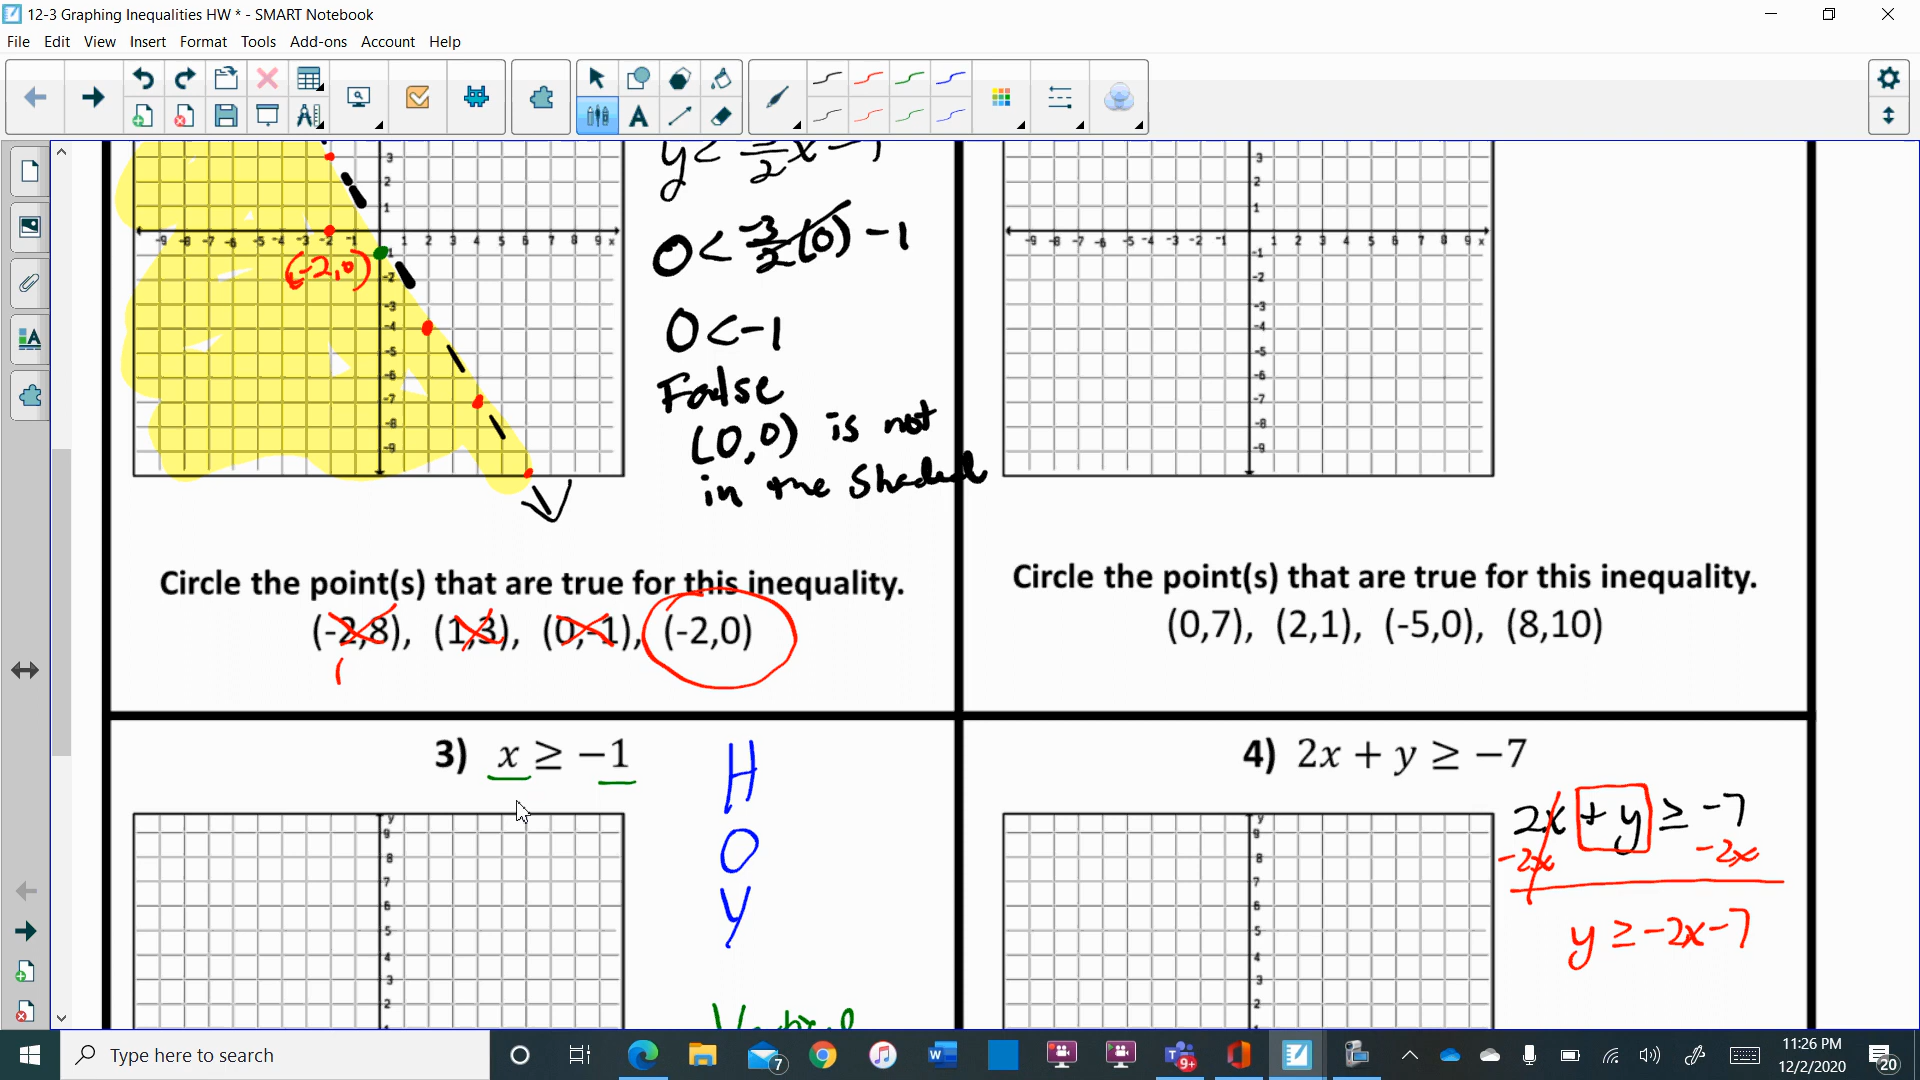 12-3 Graphing Inequalities HW * - SMART Notebook
File Edit View Insert Format Tools Add-ons Account Help
0 < -3/2 (0) - 1
0 < -1
False
(0,0) is not
in the shaded
(-2,0)
Circle the point(s) that are true for this inequality.
(-2,8), (1,3), (0,-1), (-2,0)
Circle the point(s) that are true for this inequality.
(0,7), (2,1), (-5,0), (8,10)
3) x ≥ −1
H
O
Y
4) 2x + y ≥ −7
2x + y ≥ -7
-2x -2x
y ≥ -2x - 7
Type here to search
7
9+
11:26 PM
12/2/2020
20